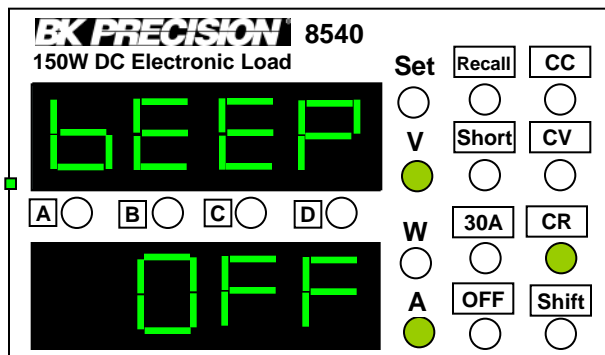 BK PRECISION® 8540
150W DC Electronic Load
Set Recall CC
bEEP
V Short CV
A B C D
W 30A CR
OFF
A OFF Shift